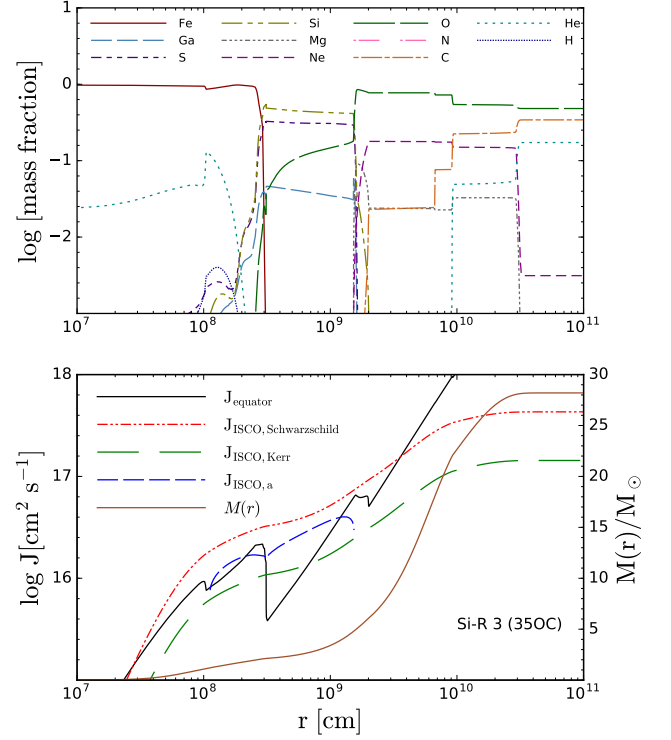 log [mass fraction]
1
0
−1
−2
Fe Si O He
Ga Mg N H
S Ne C
10^7 10^8 10^9 10^10 10^11
log J[cm^2 s^−1]
18
17
16
J_equator
J_ISCO, Schwarzschild
J_ISCO, Kerr
J_ISCO, a
M(r)
30
25
20
15
10
5
M(r)/M_⊙
Si-R 3 (35OC)
10^7 10^8 10^9 10^10 10^11
r [cm]